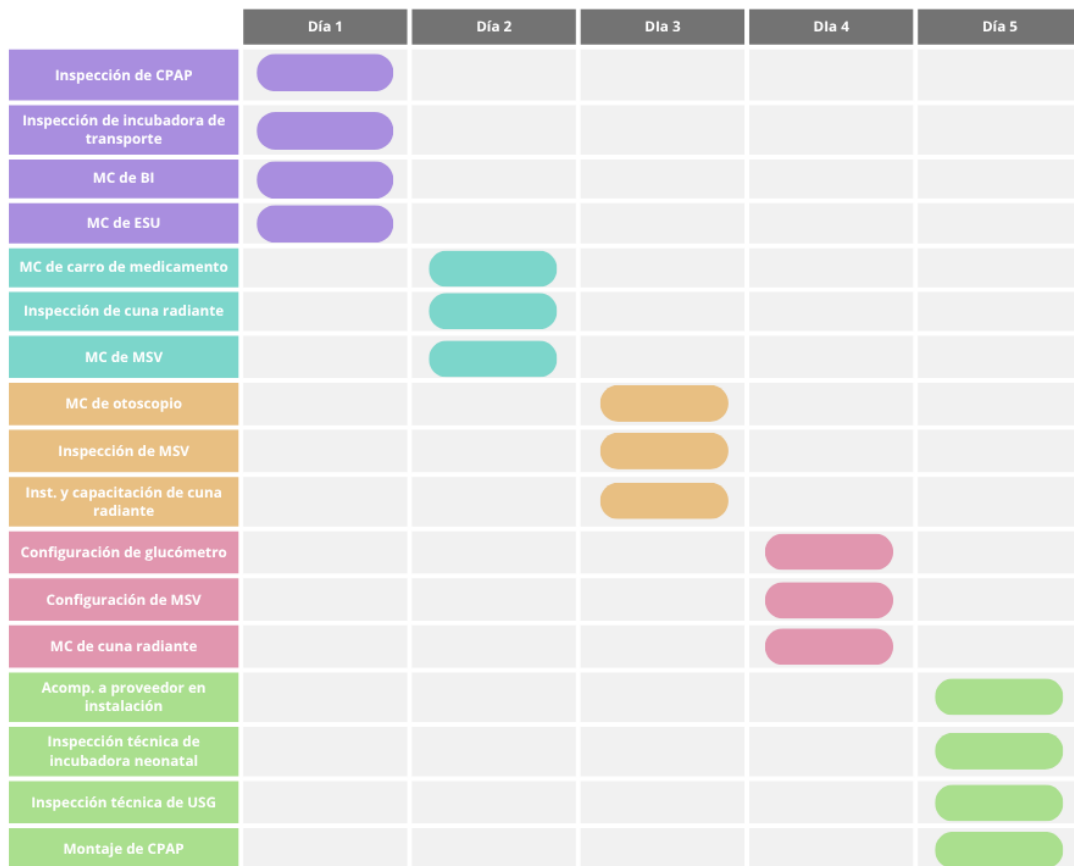 Día 1
Día 2
DIa 3
DIa 4
Día 5
Inspección de CPAP
Inspección de incubadora de
transporte
MC de BI
MC de ESU
MC de carro de medicamento
Inspección de cuna radiante
MC de MSV
MC de otoscopio
Inspección de MSV
Inst. y capacitación de cuna
radiante
Configuración de glucómetro
Configuración de MSV
MC de cuna radiante
Acomp. a proveedor en
instalación
Inspección técnica de
incubadora neonatal
Inspección técnica de USG
Montaje de CPAP